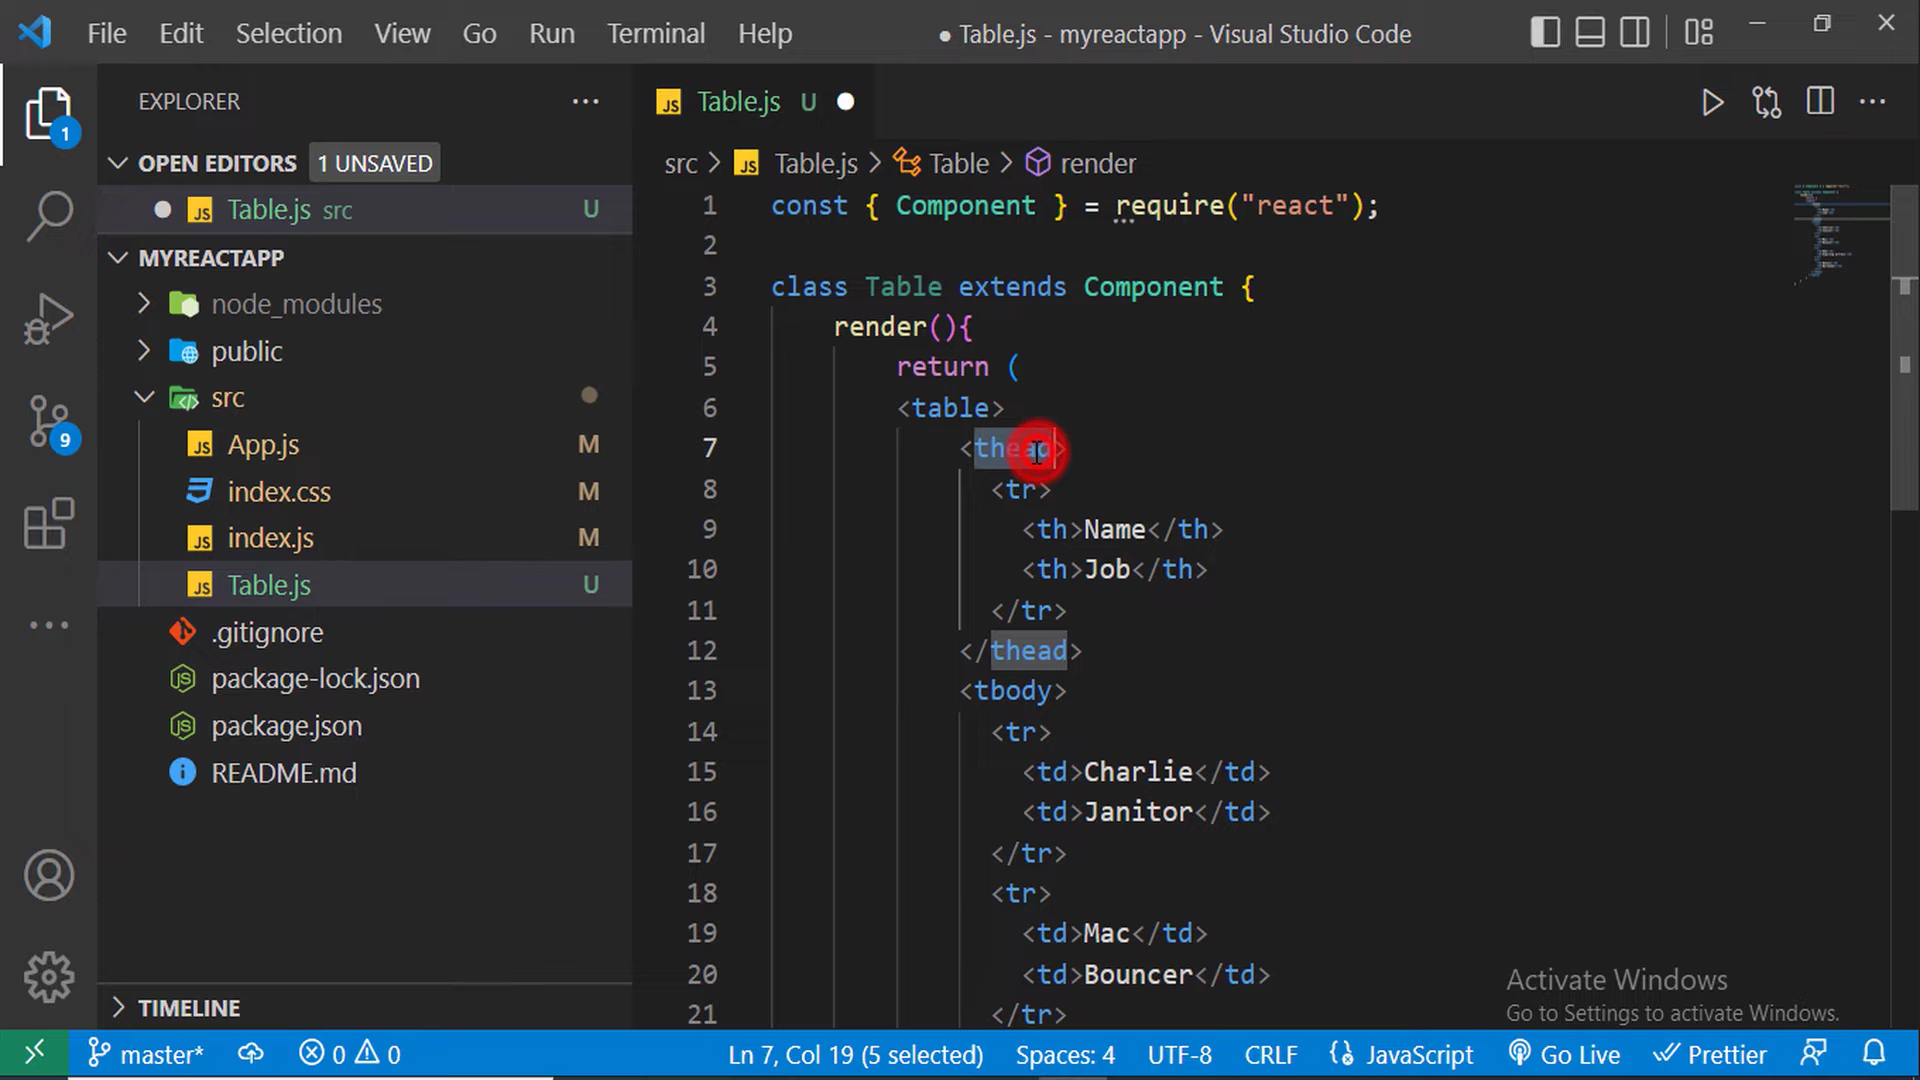 File Edit Selection View Go Run Terminal Help ● Table.js - myreactapp - Visual Studio Code
EXPLORER ···
1
OPEN EDITORS 1 UNSAVED
Table.js src U
MYREACTAPP
node_modules
public
src
9
App.js M
index.css M
index.js M
Table.js U
.gitignore
package-lock.json
package.json
README.md
TIMELINE
Table.js U
src > Table.js > Table > render
1 const { Component } = require("react");
2
3 class Table extends Component {
4 render(){
5 return (
6 <table>
7 <thead>
8 <tr>
9 <th>Name</th>
10 <th>Job</th>
11 </tr>
12 </thead>
13 <tbody>
14 <tr>
15 <td>Charlie</td>
16 <td>Janitor</td>
17 </tr>
18 <tr>
19 <td>Mac</td>
20 <td>Bouncer</td>
21 </tr>
Activate Windows
Go to Settings to activate Windows.
master* 0 0 Ln 7, Col 19 (5 selected) Spaces: 4 UTF-8 CRLF JavaScript Go Live Prettier